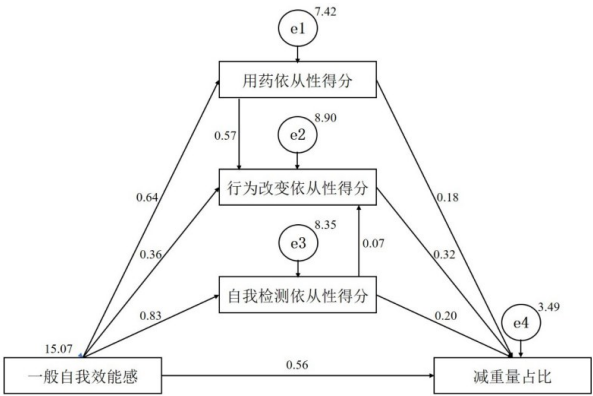 7.42
e1
用药依从性得分
0.57
8.90
e2
0.64
行为改变依从性得分
0.18
0.36
8.35
e3
0.07
0.32
自我检测依从性得分
0.83
0.20
3.49
e4
15.07
一般自我效能感
0.56
减重量占比